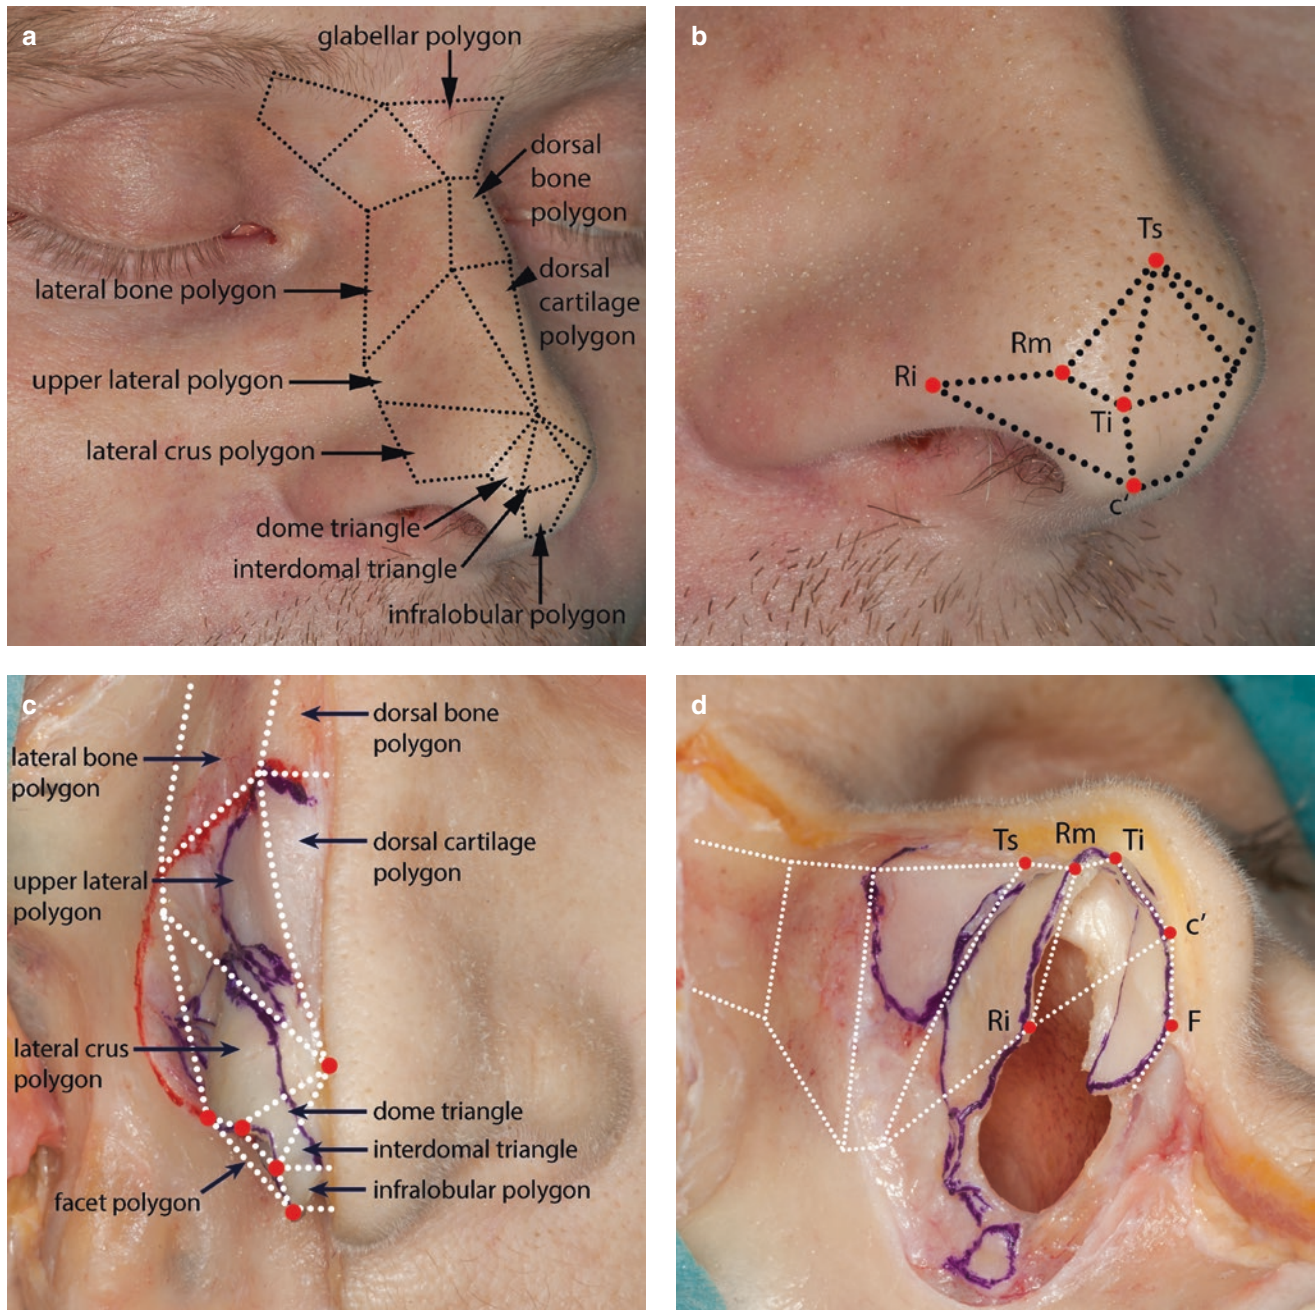 a
glabellar polygon
dorsal
bone
polygon
dorsal
cartilage
polygon
lateral bone polygon
upper lateral polygon
lateral crus polygon
dome triangle
interdomal triangle
infralobular polygon
b
Ts
Rm
Ri
Ti
c'
c
dorsal bone
polygon
lateral bone
polygon
dorsal cartilage
polygon
upper lateral
polygon
lateral crus
polygon
dome triangle
interdomal triangle
facet polygon
infralobular polygon
d
Ts
Rm
Ti
c'
Ri
F